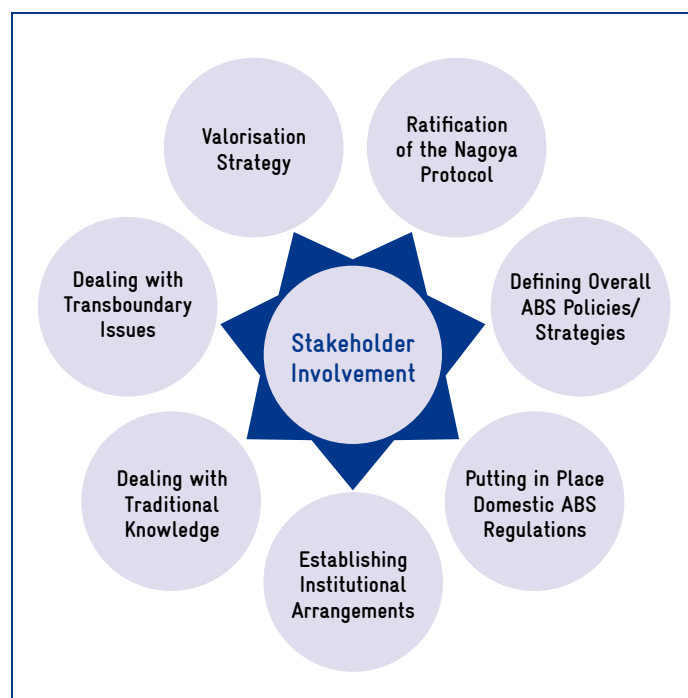 Valorisation
Strategy
Ratification
of the Nagoya
Protocol
Dealing with
Transboundary
Issues
Defining Overall
ABS Policies/
Strategies
Stakeholder
Involvement
Dealing with
Traditional
Knowledge
Putting in Place
Domestic ABS
Regulations
Establishing
Institutional
Arrangements